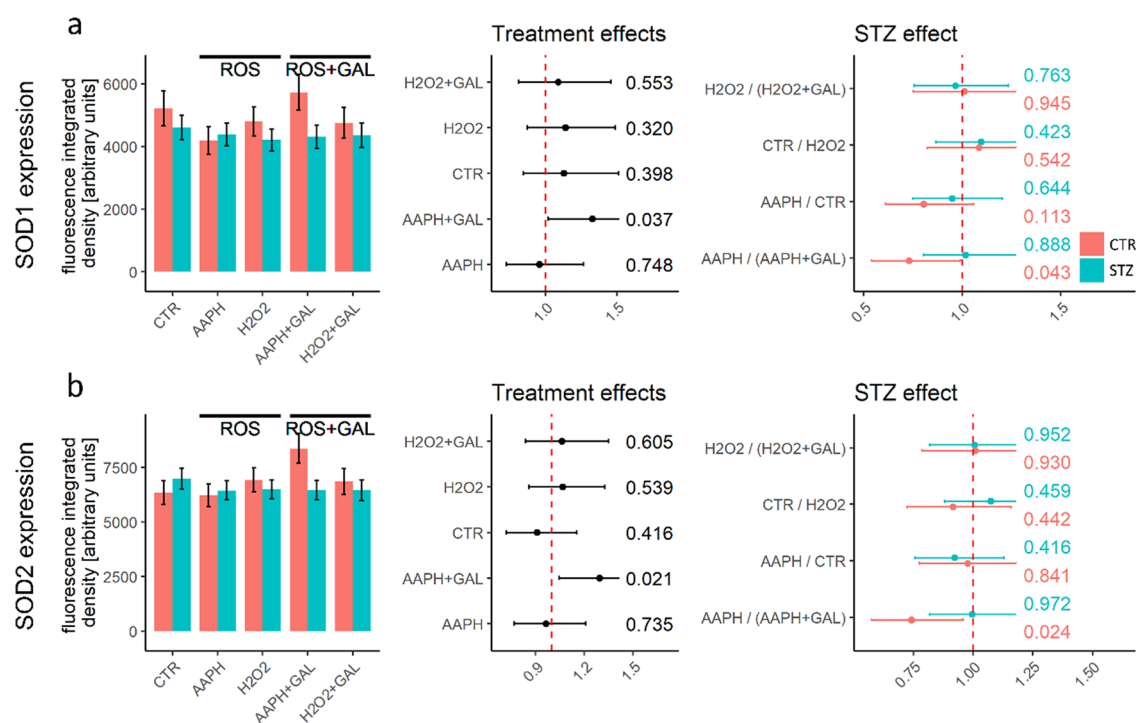 a
SOD1 expression
fluorescence integrated
density [arbitrary units]
6000
4000
2000
0
ROS
ROS+GAL
CTR
AAPH
H2O2
AAPH+GAL
H2O2+GAL
Treatment effects
H2O2+GAL
0.553
H2O2
0.320
CTR
0.398
AAPH+GAL
0.037
AAPH
0.748
1.0
1.5
STZ effect
H2O2 / (H2O2+GAL)
0.763
0.945
CTR / H2O2
0.423
0.542
AAPH / CTR
0.644
0.113
AAPH / (AAPH+GAL)
0.888
0.043
0.5
1.0
1.5
CTR
STZ
b
SOD2 expression
fluorescence integrated
density [arbitrary units]
7500
5000
2500
0
ROS
ROS+GAL
CTR
AAPH
H2O2
AAPH+GAL
H2O2+GAL
Treatment effects
H2O2+GAL
0.605
H2O2
0.539
CTR
0.416
AAPH+GAL
0.021
AAPH
0.735
0.9
1.2
1.5
STZ effect
H2O2 / (H2O2+GAL)
0.952
0.930
CTR / H2O2
0.459
0.442
AAPH / CTR
0.416
0.841
AAPH / (AAPH+GAL)
0.972
0.024
0.75
1.00
1.25
1.50